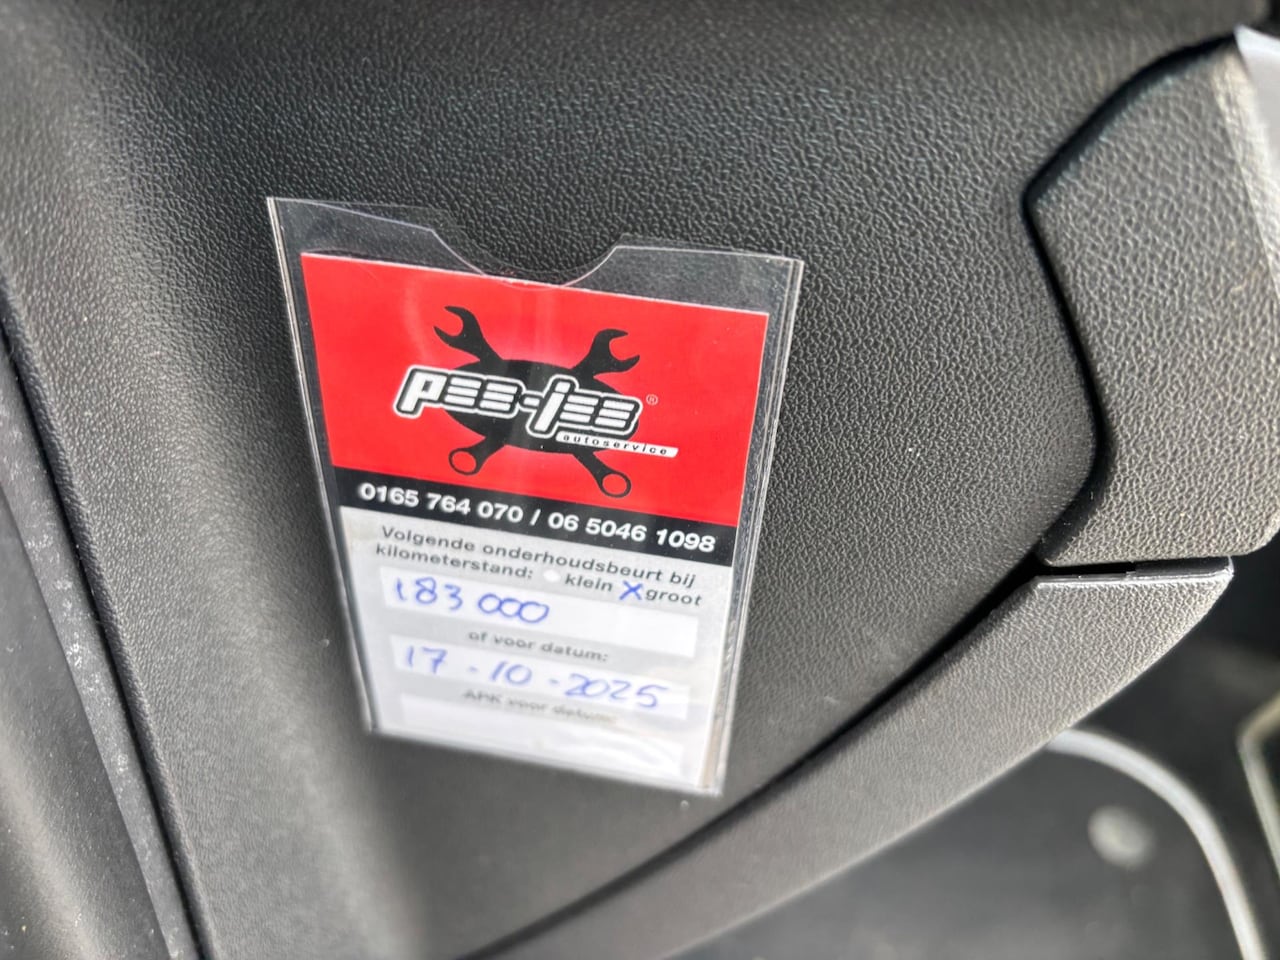 pee-jee ®
autoservice
0165 764 070 / 06 5046 1098
Volgende onderhoudsbeurt bij
kilometerstand: klein X groot
183 000
of voor datum:
17-10-2025
APK voor datum: